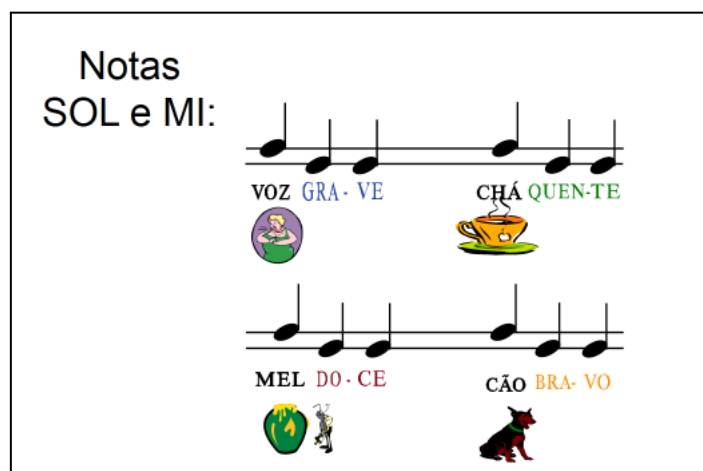 Notas
SOL e MI:
VOZ GRA - VE CHÁ QUEN-TE
MEL DO - CE CÃO BRA- VO